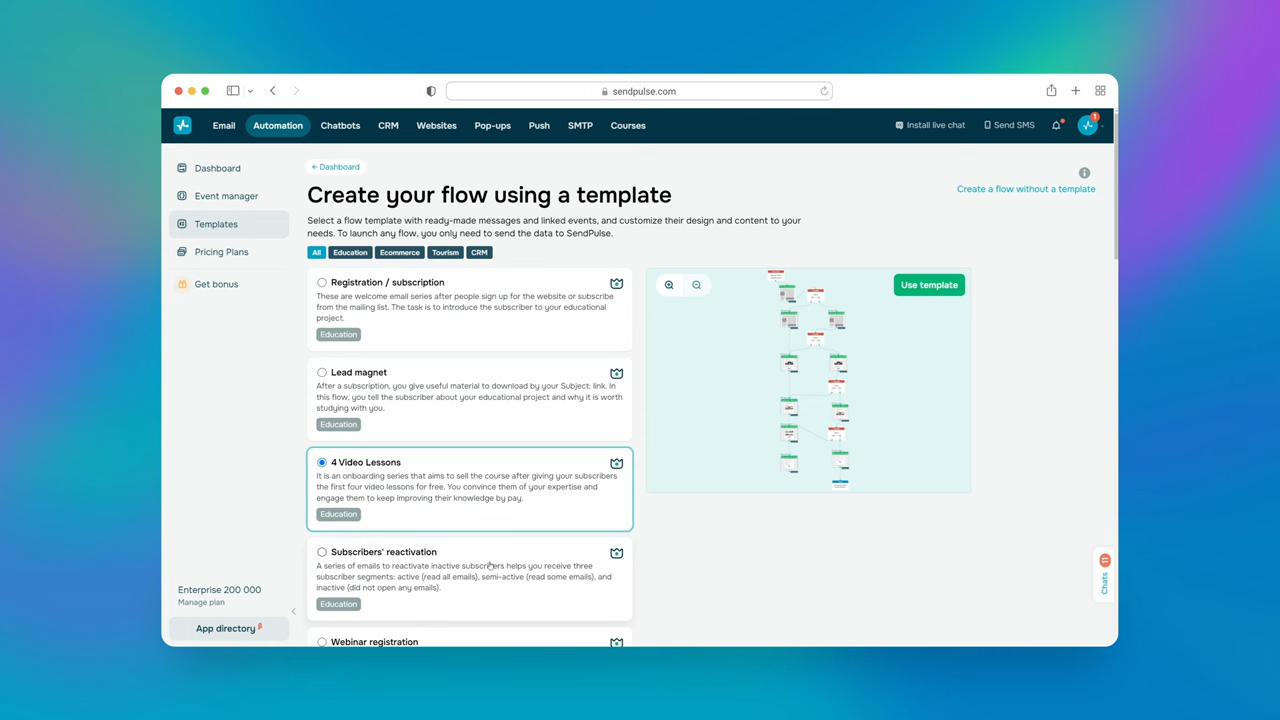 sendpulse.com
Email
Automation
Chatbots
CRM
Websites
Pop-ups
Push
SMTP
Courses
Install live chat
Send SMS
1
Dashboard
Event manager
Templates
Pricing Plans
Get bonus
← Dashboard
Create your flow using a template
Create a flow without a template
Select a flow template with ready-made messages and linked events, and customize their design and content to your
needs. To launch any flow, you only need to send the data to SendPulse.
All
Education
Ecommerce
Tourism
CRM
Registration / subscription
These are welcome email series after people sign up for the website or subscribe
from the mailing list. The task is to introduce the subscriber to your educational
project.
Education
Lead magnet
After a subscription, you give useful material to download by your Subject: link. In
this flow, you tell the subscriber about your educational project and why it is worth
studying with you.
Education
4 Video Lessons
It is an onboarding series that aims to sell the course after giving your subscribers
the first four video lessons for free. You convince them of your expertise and
engage them to keep improving their knowledge by pay.
Education
Subscribers' reactivation
A series of emails to reactivate inactive subscribers helps you receive three
subscriber segments: active (read all emails), semi-active (read some emails), and
inactive (did not open any emails).
Education
Webinar registration
Use template
Chats
11
Enterprise 200 000
Manage plan
App directory β